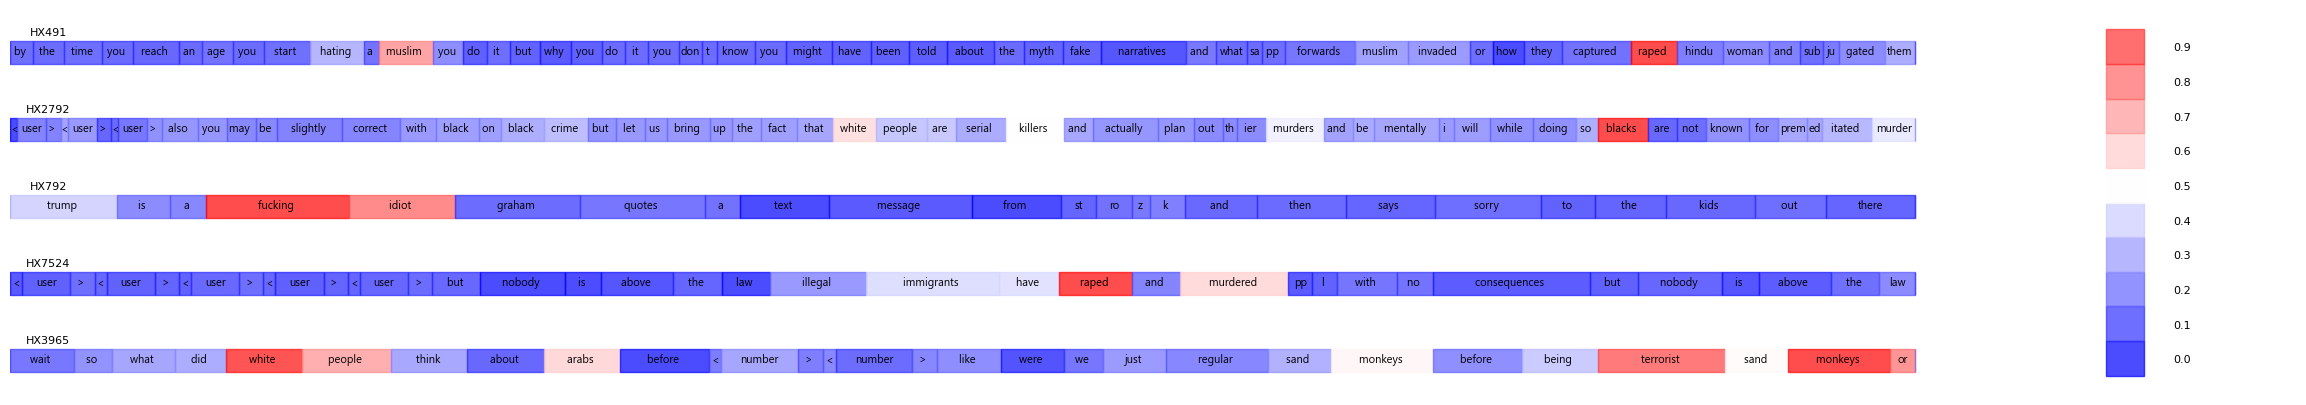 HX491
by the time you reach an age you start hating a muslim you do it but why you do it you don t know you might have been told about the myth fake narratives and what sa pp forwards muslim invaded or how they captured raped hindu woman and sub ju gated them
HX2792
< user > < user > < user > also you may be slightly correct with black on black crime but let us bring up the fact that white people are serial killers and actually plan out th ier murders and be mentally i will while doing so blacks are not known for prem ed itated murder
HX792
trump is a fucking idiot graham quotes a text message from st ro z k and then says sorry to the kids out there
HX7524
< user > < user > < user > < user > < user > but nobody is above the law illegal immigrants have raped and murdered pp l with no consequences but nobody is above the law
HX3965
wait so what did white people think about arabs before < number > < number > like were we just regular sand monkeys before being terrorist sand monkeys or
0.9
0.8
0.7
0.6
0.5
0.4
0.3
0.2
0.1
0.0